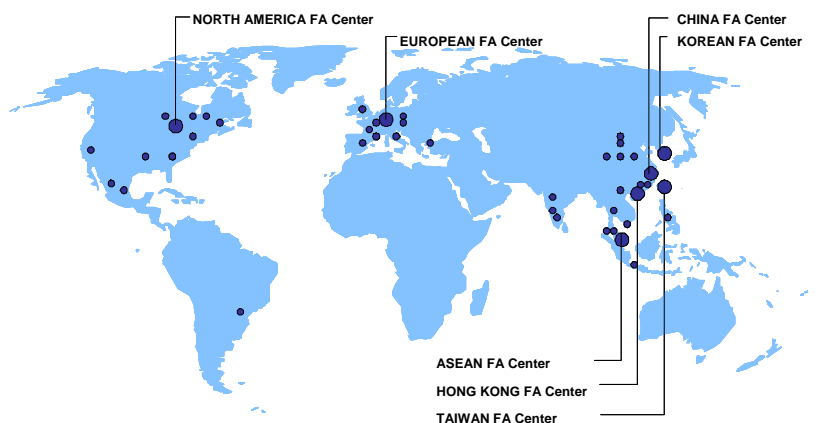 NORTH AMERICA FA Center
CHINA FA Center
EUROPEAN FA Center
KOREAN FA Center
ASEAN FA Center
HONG KONG FA Center
TAIWAN FA Center